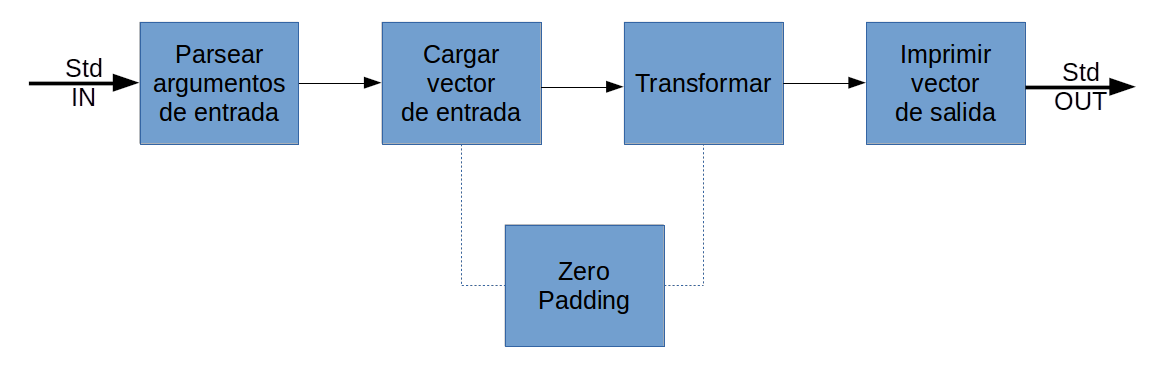 Std
IN
Parsear
argumentos
de entrada
Cargar
vector
de entrada
Transformar
Imprimir
vector
de salida
Std
OUT
Zero
Padding